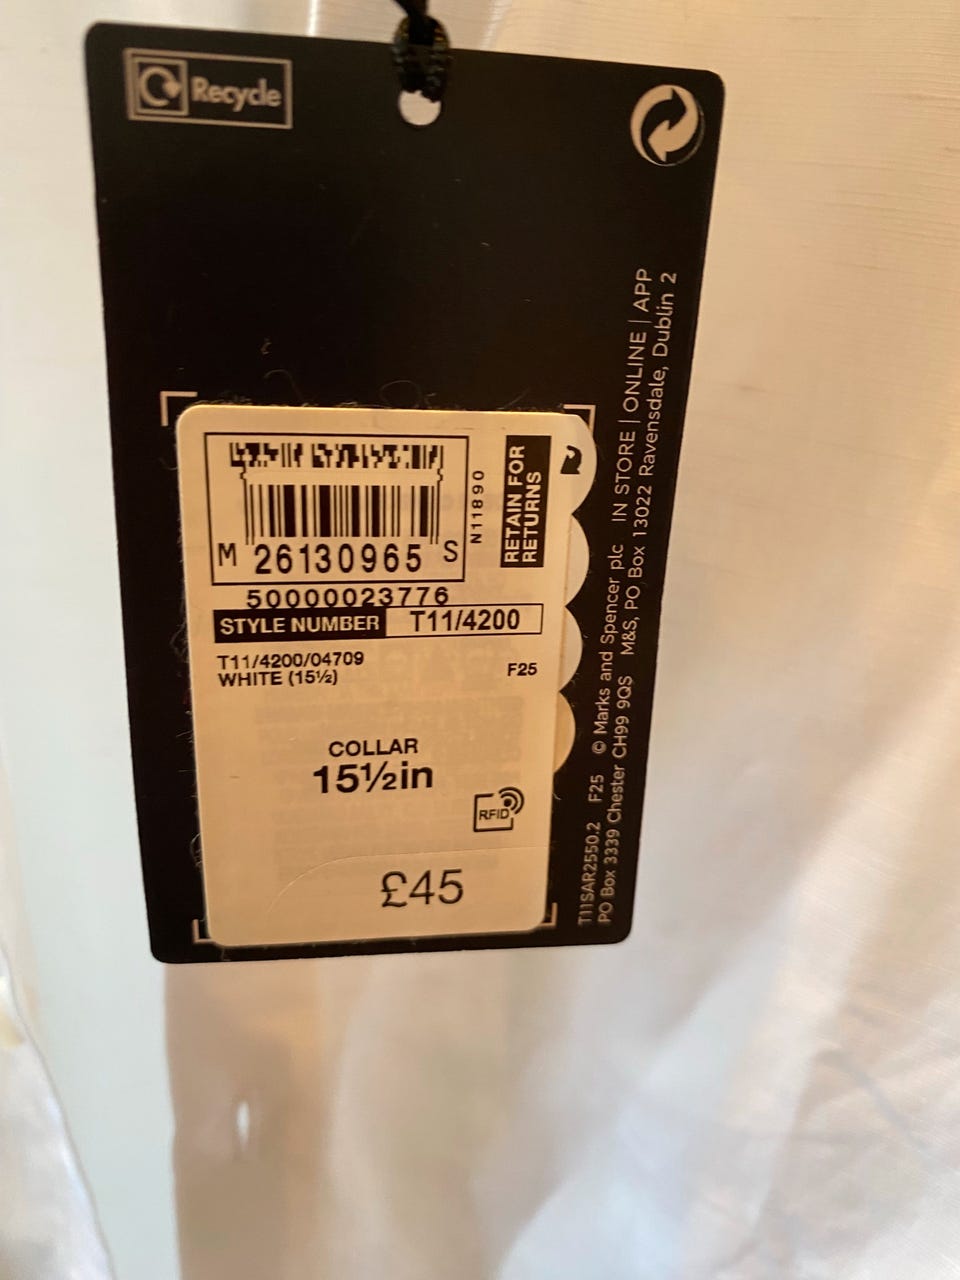 Recycle
M 26130965 S
50000023776
N11890
RETAIN FOR
RETURNS
STYLE NUMBER T11/4200
T11/4200/04709
WHITE (15½) F25
COLLAR
15½in
RFID
£45
T11SAR2550.2 F25 © Marks and Spencer plc IN STORE | ONLINE | APP
PO Box 3339 Chester CH99 9QS M&S, PO Box 13022 Ravensdale, Dublin 2